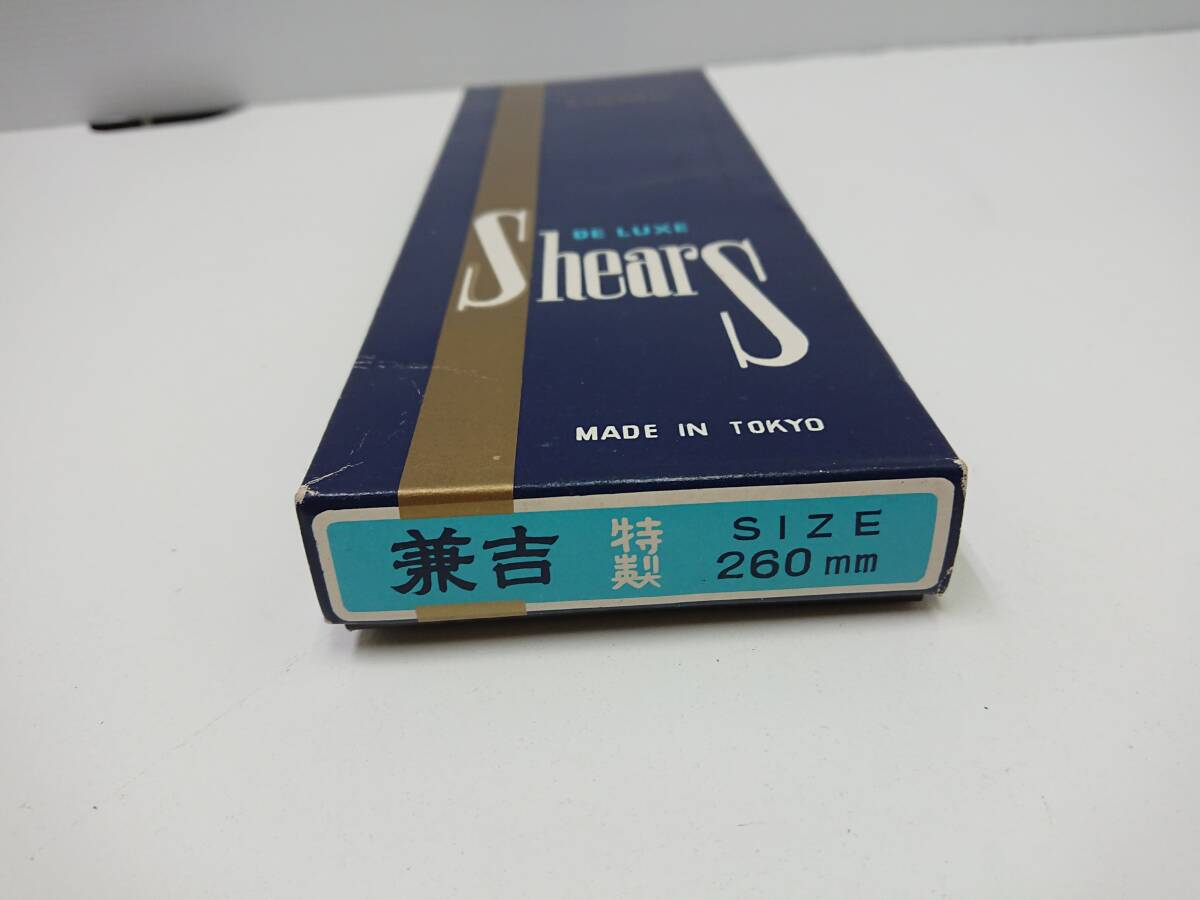 DE LUXE
Shears
MADE IN TOKYO
兼吉
特製
SIZE
260mm